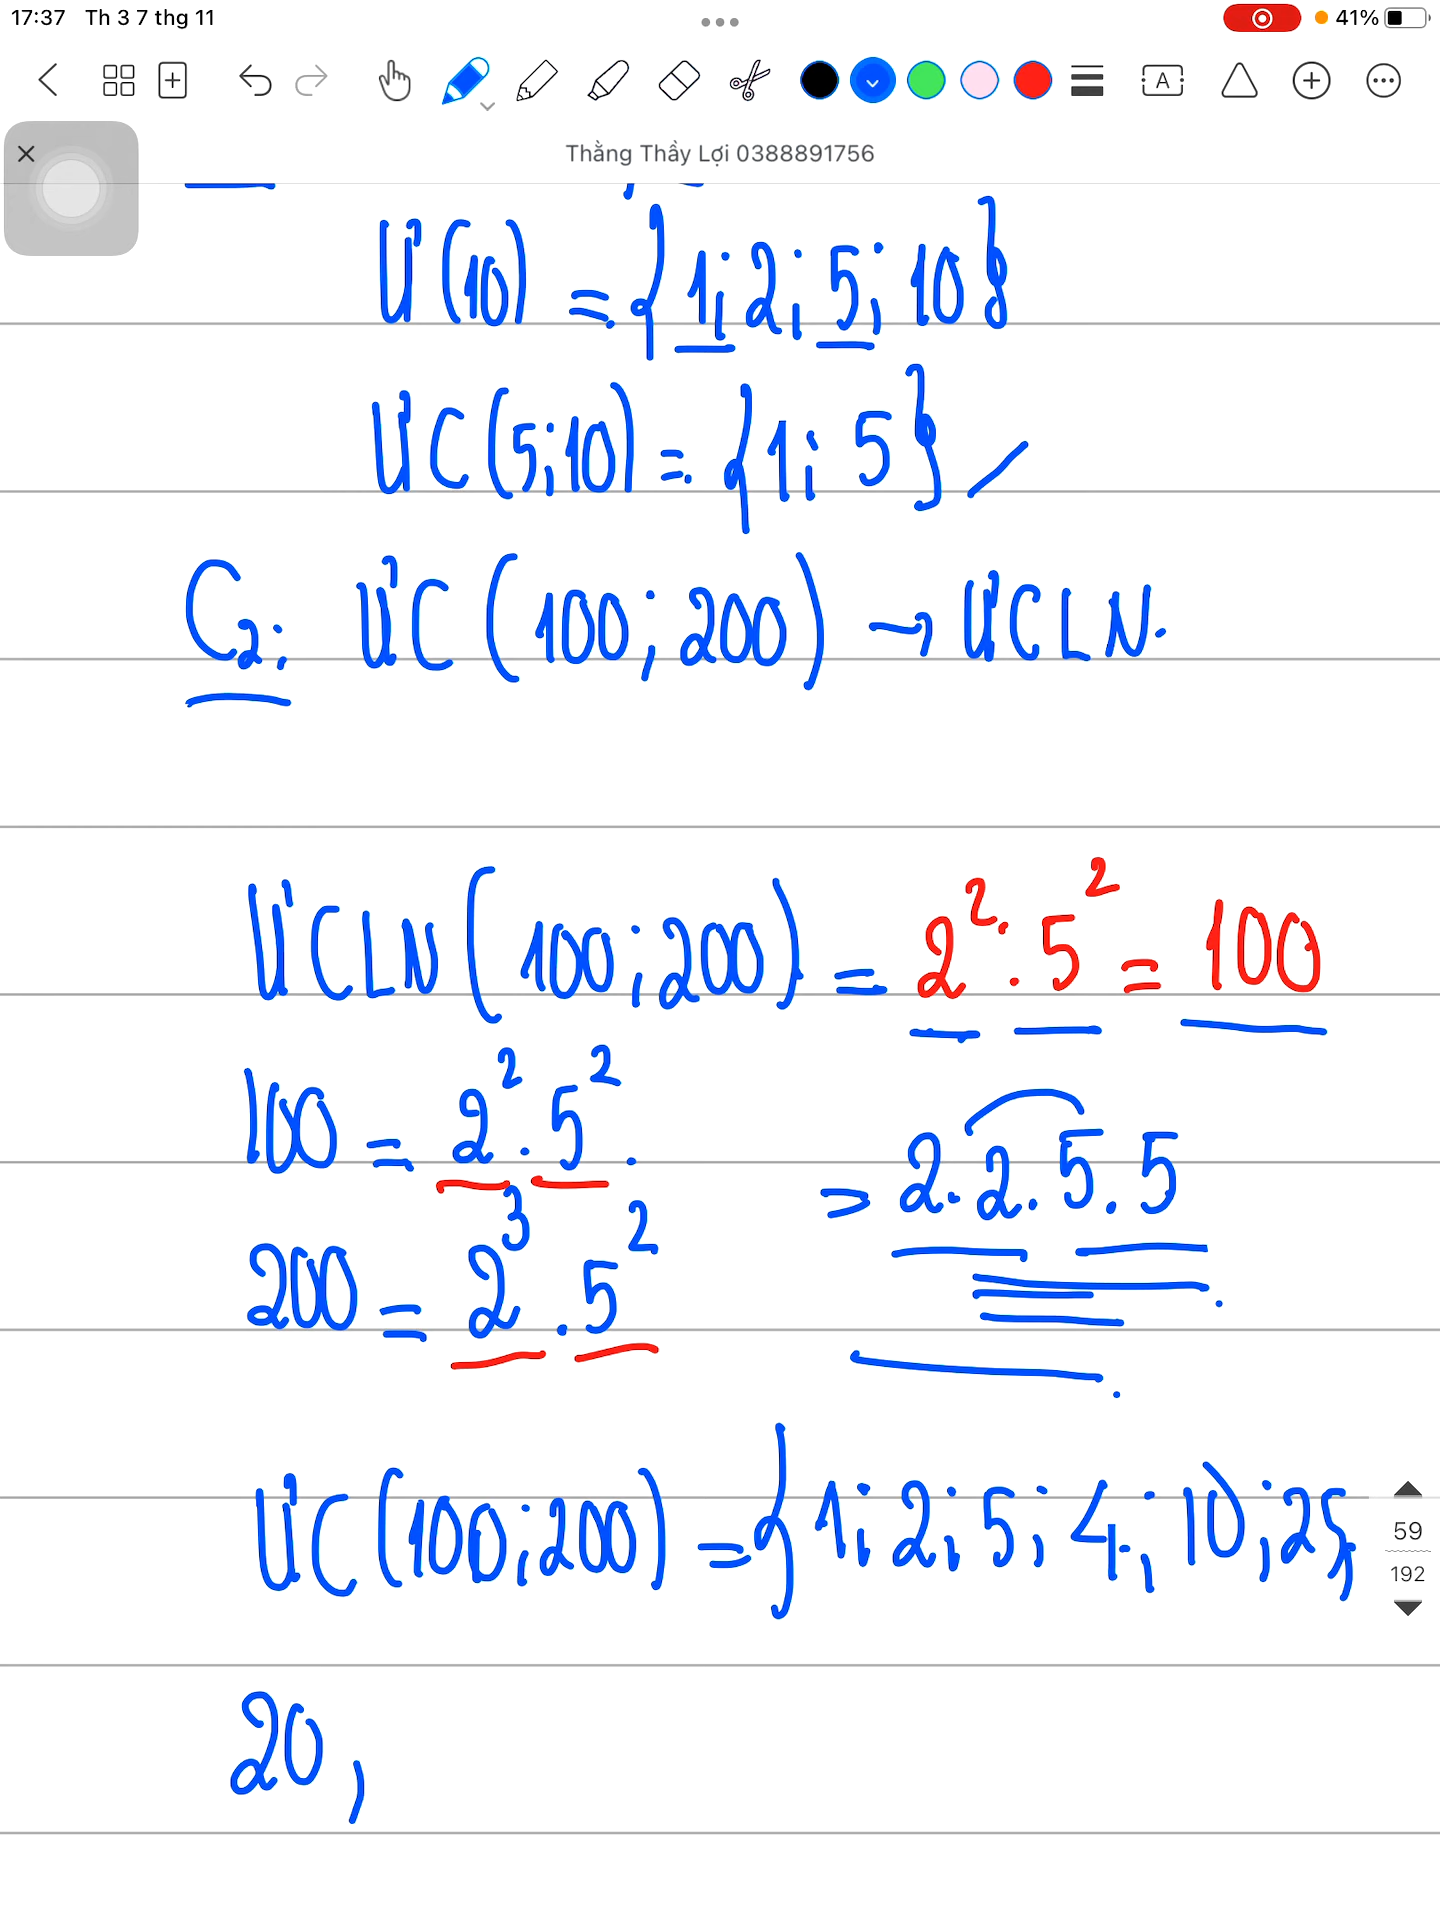 17:37 Th 3 7 thg 11 41%
A
Thằng Thầy Lợi 0388891756
Ư(10) = {1; 2; 5; 10}
ƯC(5;10) = {1; 5}
C2: ƯC(100; 200) → ƯCLN.
ƯCLN(100; 200) = 2². 5² = 100
100 = 2² . 5² .
= 2. 2. 5. 5
200 = 2³ . 5²
ƯC(100; 200) = { 1; 2; 5; 4; 10; 25;
59
192
20,